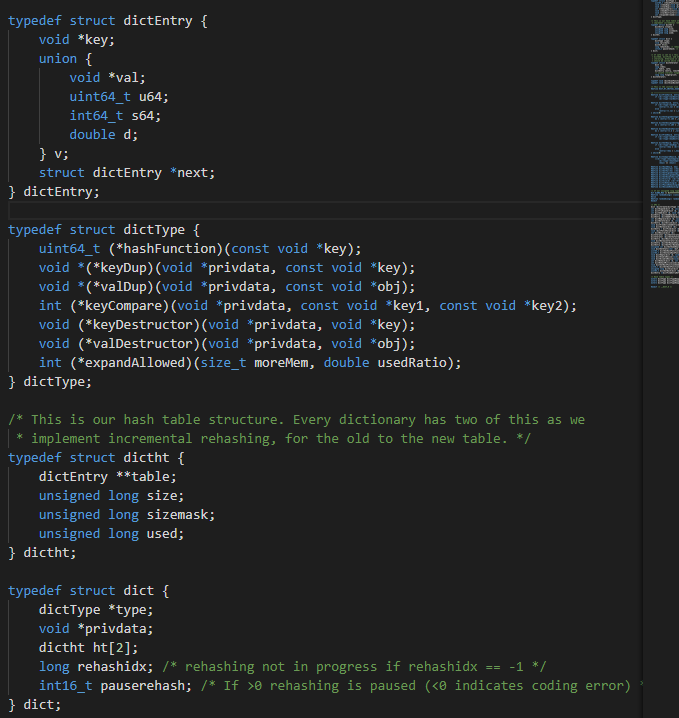 typedef struct dictEntry {
    void *key;
    union {
        void *val;
        uint64_t u64;
        int64_t s64;
        double d;
    } v;
    struct dictEntry *next;
} dictEntry;

typedef struct dictType {
    uint64_t (*hashFunction)(const void *key);
    void *(*keyDup)(void *privdata, const void *key);
    void *(*valDup)(void *privdata, const void *obj);
    int (*keyCompare)(void *privdata, const void *key1, const void *key2);
    void (*keyDestructor)(void *privdata, void *key);
    void (*valDestructor)(void *privdata, void *obj);
    int (*expandAllowed)(size_t moreMem, double usedRatio);
} dictType;

/* This is our hash table structure. Every dictionary has two of this as we
 * implement incremental rehashing, for the old to the new table. */
typedef struct dictht {
    dictEntry **table;
    unsigned long size;
    unsigned long sizemask;
    unsigned long used;
} dictht;

typedef struct dict {
    dictType *type;
    void *privdata;
    dictht ht[2];
    long rehashidx; /* rehashing not in progress if rehashidx == -1 */
    int16_t pauserehash; /* If >0 rehashing is paused (<0 indicates coding error)
} dict;